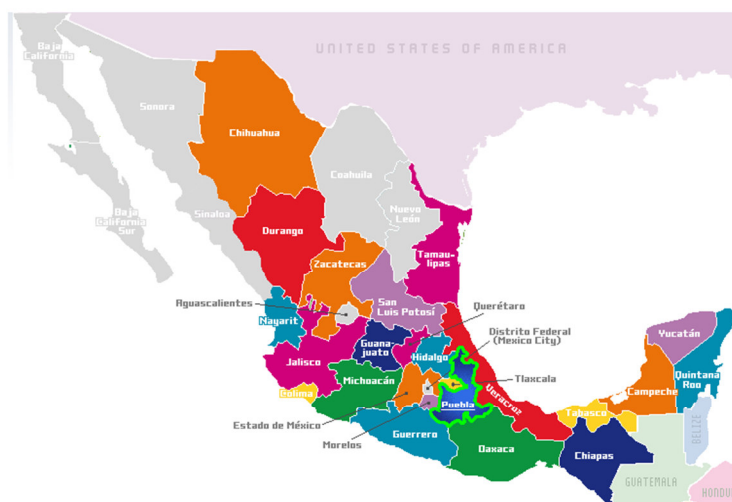 UNITED STATES OF AMERICA
Baja
California
Sonora
Chihuahua
Coahuila
Baja
California
Sur
Sinaloa
Nuevo
León
Durango
Tamau-
lipas
Zacatecas
Aguascalientes
San
Luis Potosí
Querétaro
Nayarit
Guana-
juato
Hidalgo
Distrito Federal
(Mexico City)
Yucatán
Jalisco
Michoacán
Tlaxcala
Quintana
Roo
Campeche
Colima
Puebla
Veracruz
Tabasco
Estado de México
Morelos
Guerrero
Oaxaca
Chiapas
BELIZE
GUATEMALA
HONDU